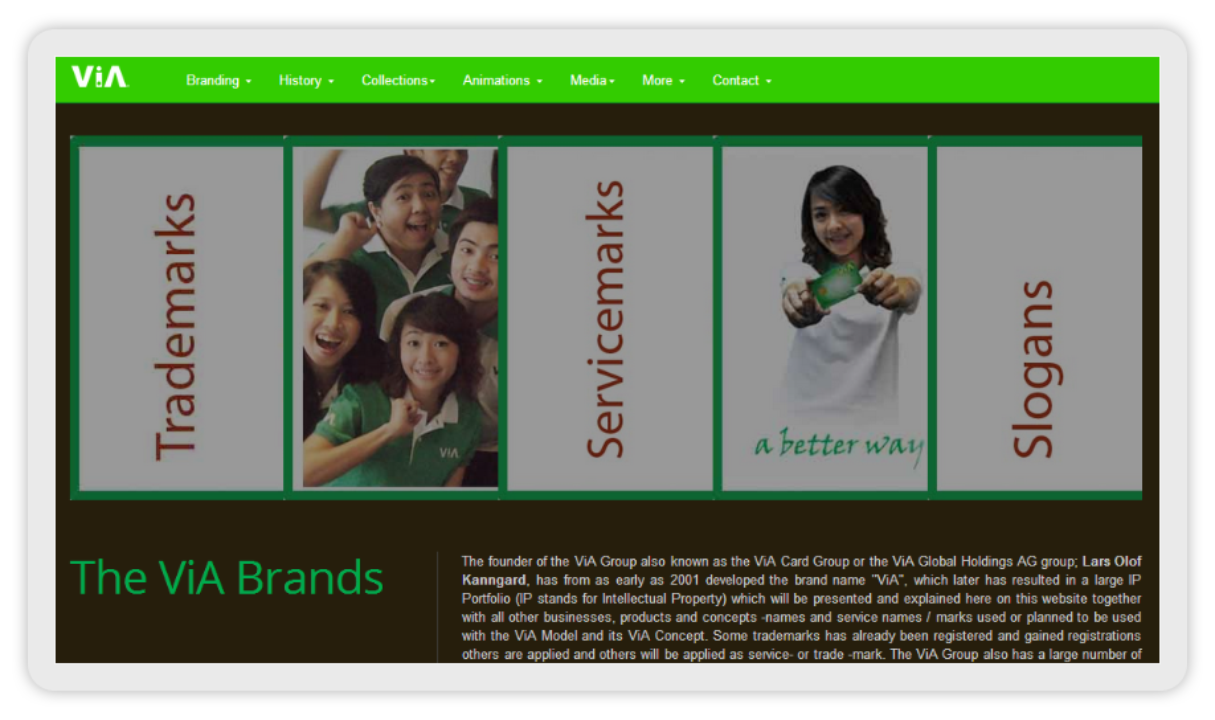 ViA
Branding History Collections Animations Media More Contact
Trademarks
ViA
Servicemarks
a better way
Slogans
The ViA Brands
The founder of the ViA Group also known as the ViA Card Group or the ViA Global Holdings AG group; Lars Olof
Kanngard, has from as early as 2001 developed the brand name "ViA", which later has resulted in a large IP
Portfolio (IP stands for Intellectual Property) which will be presented and explained here on this website together
with all other businesses, products and concepts -names and service names / marks used or planned to be used
with the ViA Model and its ViA Concept. Some trademarks has already been registered and gained registrations
others are applied and others will be applied as service- or trade -mark. The ViA Group also has a large number of